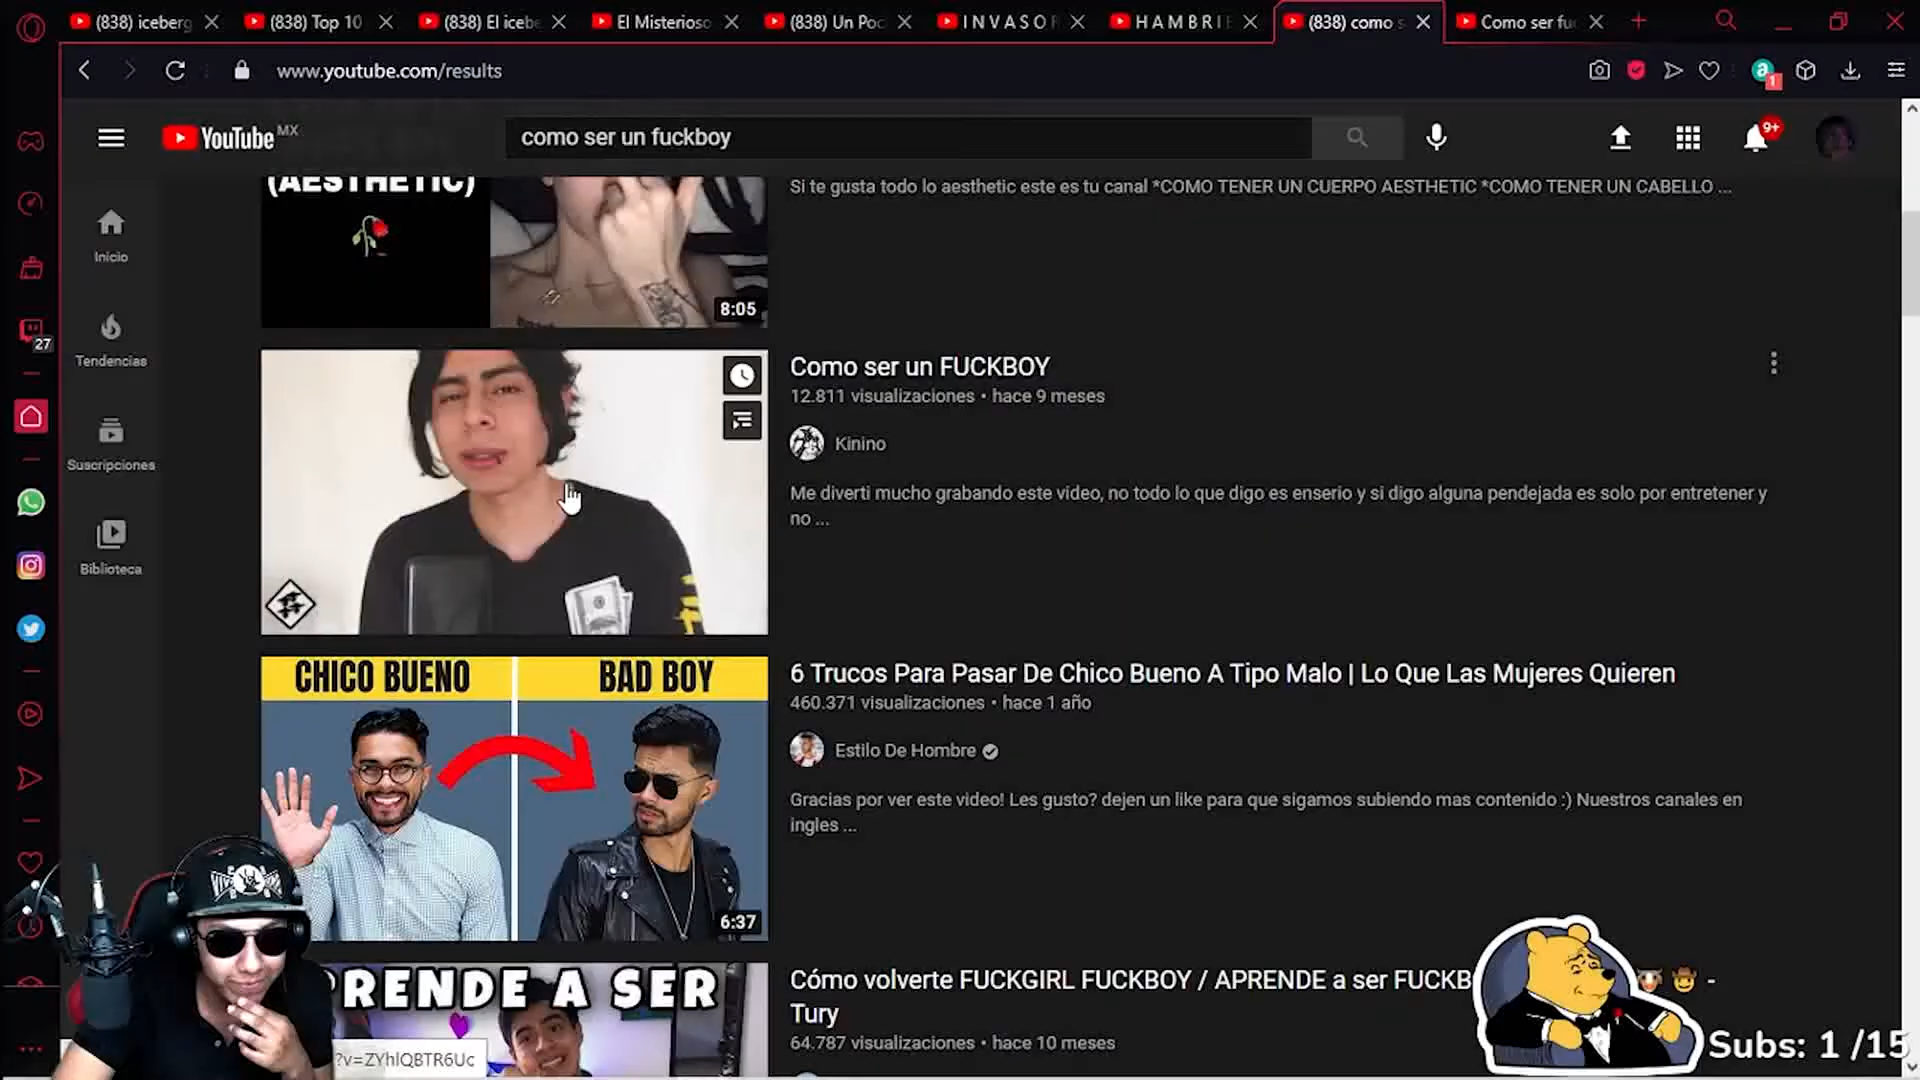 (838) iceberg
(838) Top 10
(838) El icebe
El Misterioso
(838) Un Poc
I N V A S O R
H A M B R I E
(838) como s
Como ser fu
www.youtube.com/results
1
YouTube MX
como ser un fuckboy
9+
27
Inicio
Tendencias
Suscripciones
Biblioteca
(AESTHETIC)
8:05
Si te gusta todo lo aesthetic este es tu canal *COMO TENER UN CUERPO AESTHETIC *COMO TENER UN CABELLO ...
Como ser un FUCKBOY
12.811 visualizaciones • hace 9 meses
Kinino
Me diverti mucho grabando este video, no todo lo que digo es enserio y si digo alguna pendejada es solo por entretener y
no ...
CHICO BUENO
BAD BOY
6:37
6 Trucos Para Pasar De Chico Bueno A Tipo Malo | Lo Que Las Mujeres Quieren
460.371 visualizaciones • hace 1 año
Estilo De Hombre
Gracias por ver este video! Les gusto? dejen un like para que sigamos subiendo mas contenido :) Nuestros canales en
ingles ...
PRENDE A SER
Cómo volverte FUCKGIRL FUCKBOY / APRENDE a ser FUCKB 🤠 -
Tury
64.787 visualizaciones • hace 10 meses
?v=ZYhlQBTR6Uc
Subs: 1 /15